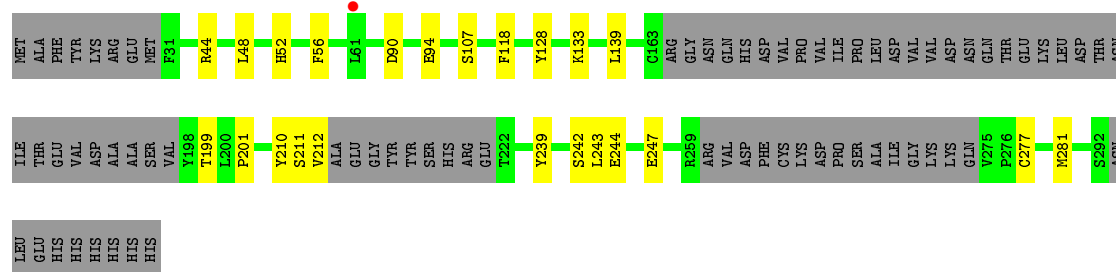 MET ALA PHE TYR LYS ARG GLU MET F31 R44 L48 H52 F56 L61 D90 E94 S107 F118 Y128 K133 L139 C163 ARG GLY ASN GLN HIS ASP VAL PRO VAL ILE PRO LEU ASP VAL VAL ASP ASN GLN THR GLU LYS LEU ASP THR ASN
ILE THR GLU VAL ASP ALA ALA SER VAL Y198 T199 L200 P201 Y210 S211 V212 ALA GLU GLY TYR TYR SER HIS ARG GLU T222 Y239 S242 L243 E244 E247 R259 ARG VAL ASP PHE CYS LYS LYS ASP PRO SER ALA ILE GLY LYS LYS GLN V275 P276 C277 M281 S292 ASN
LEU GLU HIS HIS HIS HIS HIS HIS